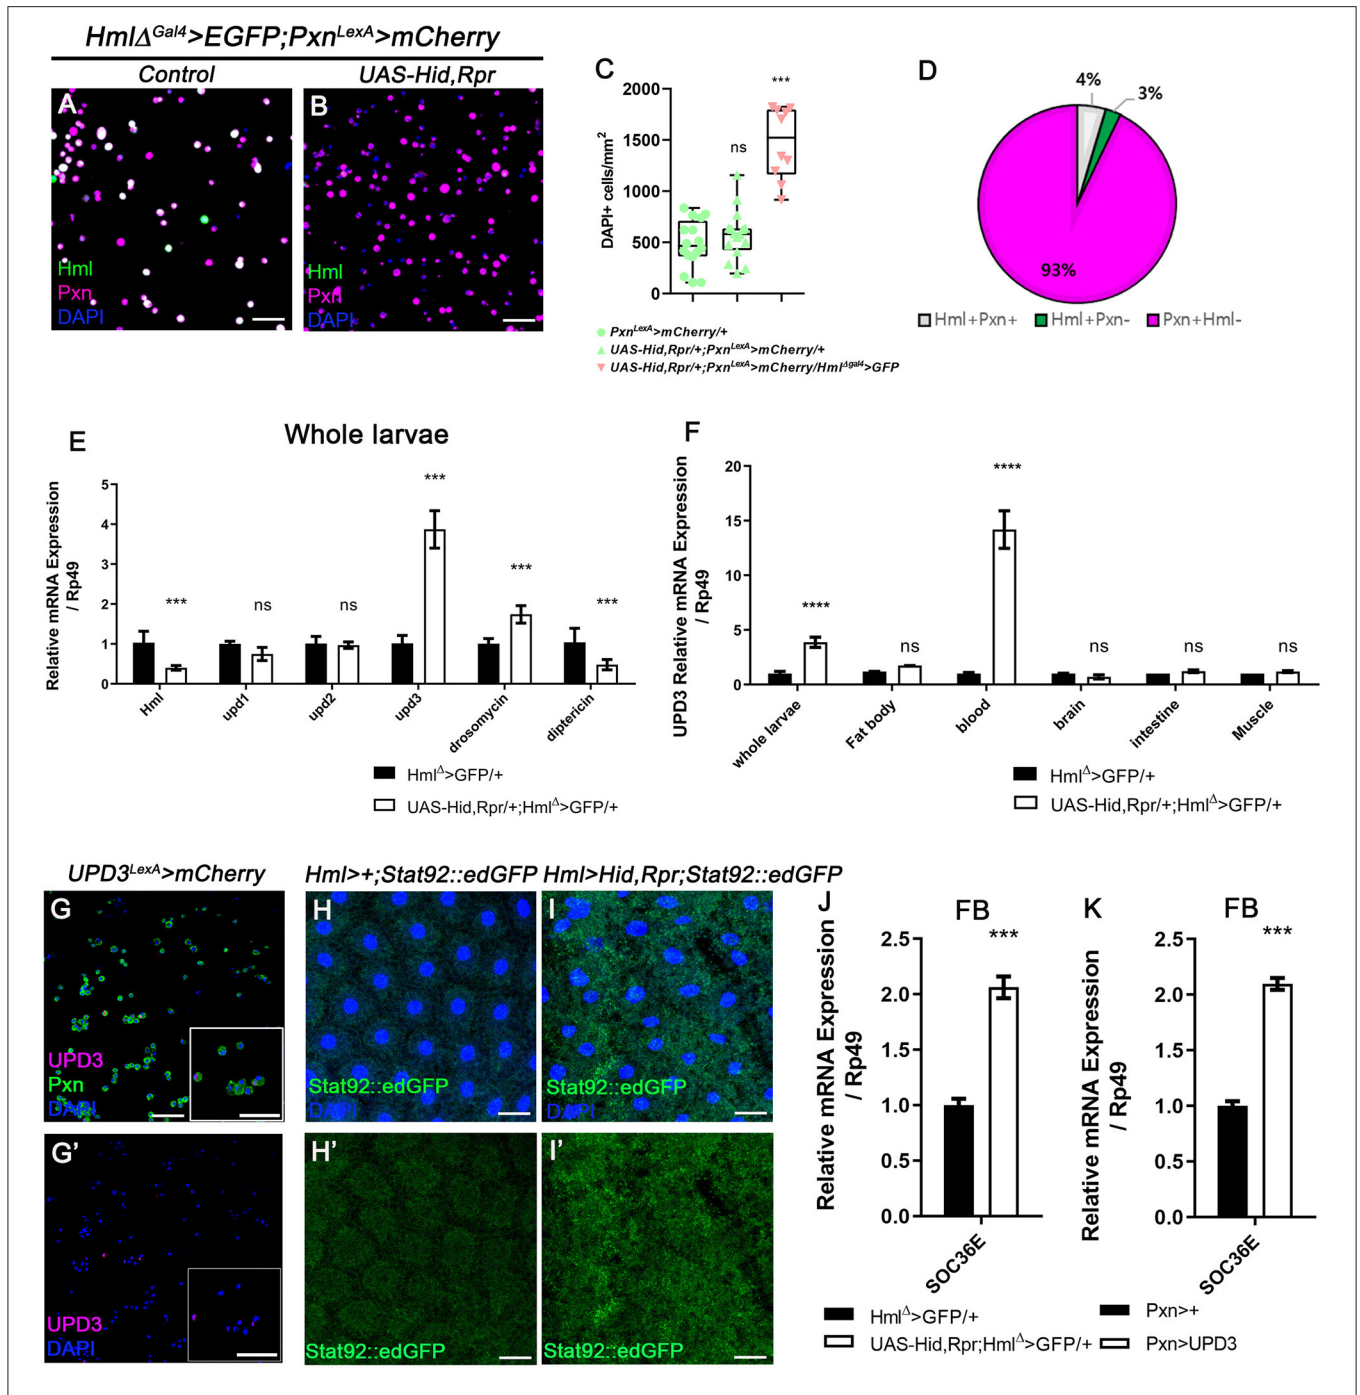 HmlΔGal4>EGFP;PxnLexA>mCherry
Control
UAS-Hid,Rpr
A
Hml
Pxn
DAPI
B
Hml
Pxn
DAPI
C
***
ns
DAPI+ cells/mm2
2000
1500
1000
500
0
PxnLexA>mCherry/+
UAS-Hid,Rpr/+;PxnLexA>mCherry/+
UAS-Hid,Rpr/+;PxnLexA>mCherry/HmlΔgal4>GFP
D
4%
3%
93%
Hml+Pxn+
Hml+Pxn-
Pxn+Hml-
E
Whole larvae
Relative mRNA Expression
/ Rp49
5
4
3
2
1
0
***
ns
ns
***
***
***
Hml
upd1
upd2
upd3
drosomycin
diptericin
HmlΔ>GFP/+
UAS-Hid,Rpr/+;HmlΔ>GFP/+
F
UPD3 Relative mRNA Expression
/ Rp49
20
15
10
5
0
****
ns
****
ns
ns
ns
whole larvae
Fat body
blood
brain
intestine
Muscle
HmlΔ>GFP/+
UAS-Hid,Rpr/+;HmlΔ>GFP/+
UPD3LexA>mCherry
G
UPD3
Pxn
DAPI
G'
UPD3
DAPI
Hml>+;Stat92::edGFP
Hml>Hid,Rpr;Stat92::edGFP
H
Stat92::edGFP
DAPI
I
Stat92::edGFP
DAPI
H'
Stat92::edGFP
I'
Stat92::edGFP
J
FB
***
Relative mRNA Expression
/ Rp49
2.5
2.0
1.5
1.0
0.5
0.0
SOC36E
HmlΔ>GFP/+
UAS-Hid,Rpr;HmlΔ>GFP/+
K
FB
***
Relative mRNA Expression
/ Rp49
2.5
2.0
1.5
1.0
0.5
0.0
SOC36E
Pxn>+
Pxn>UPD3